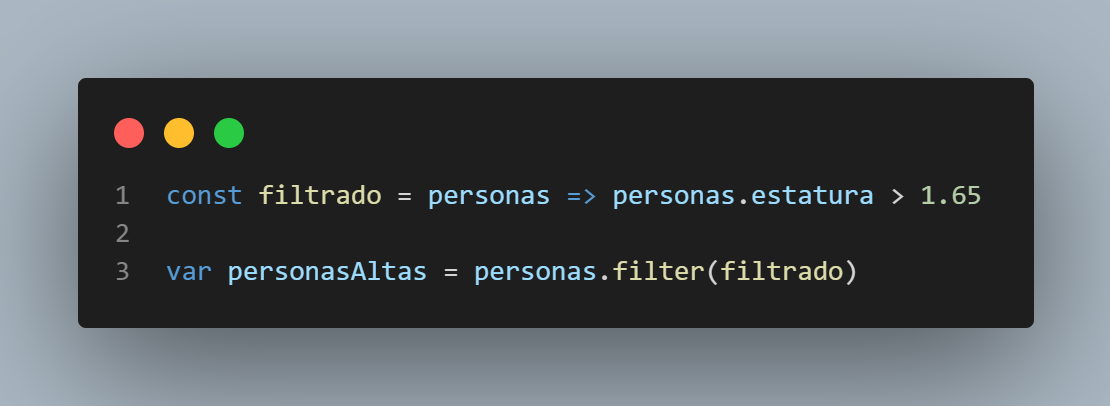 1 const filtrado = personas => personas.estatura > 1.65
2
3 var personasAltas = personas.filter(filtrado)